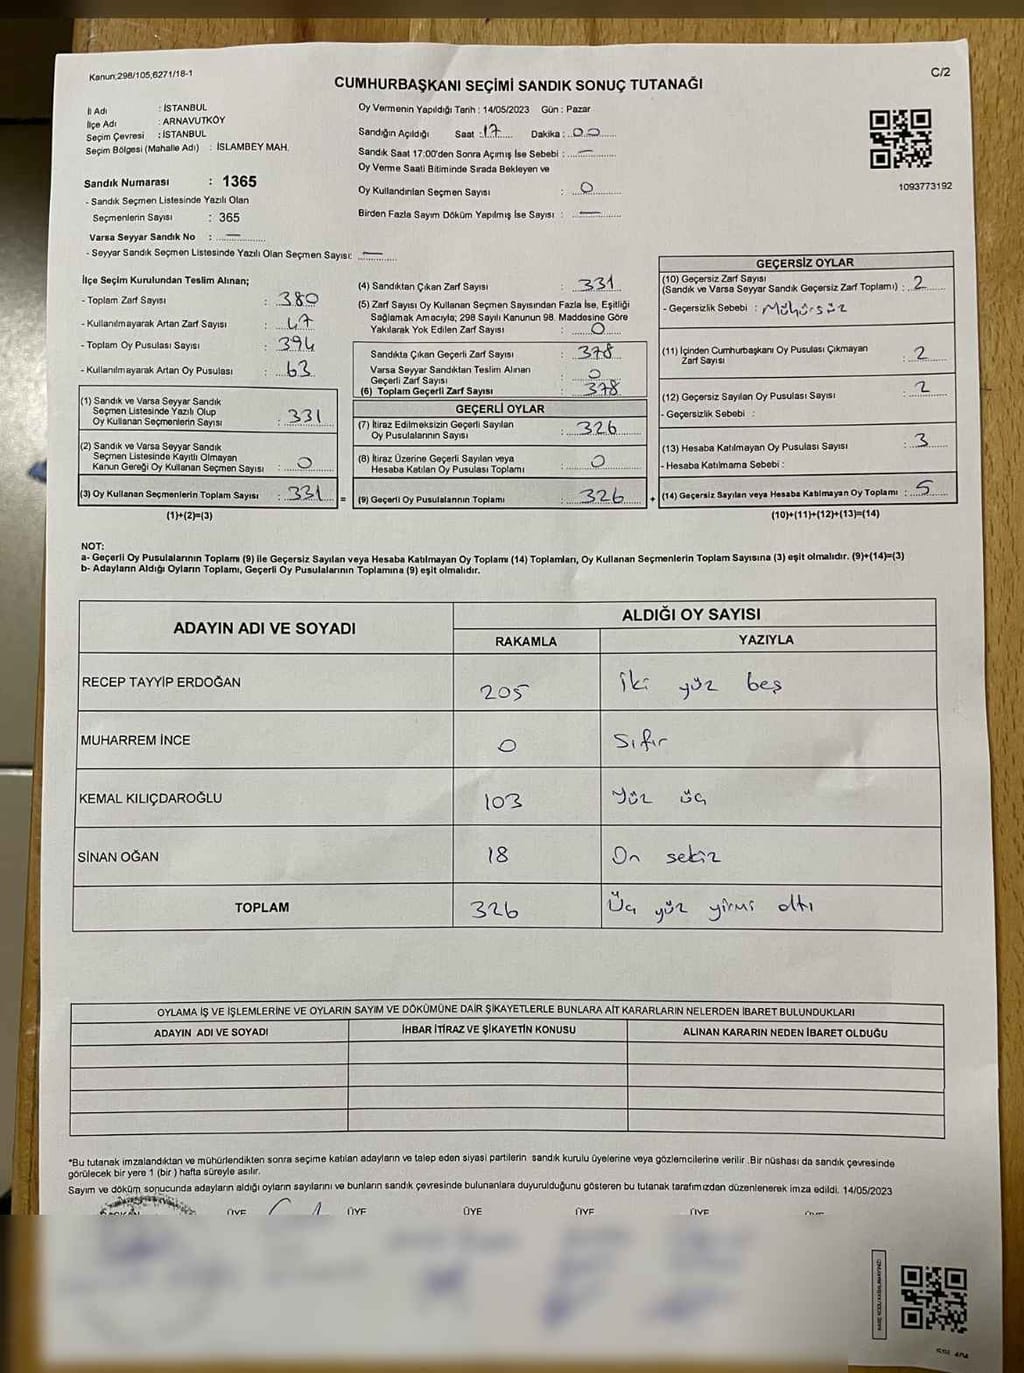 Kanun;298/105,6271/18-1
C/2
CUMHURBAŞKANI SEÇİMİ SANDIK SONUÇ TUTANAĞI
İl Adı : İSTANBUL
İlçe Adı : ARNAVUTKÖY
Seçim Çevresi : İSTANBUL
Seçim Bölgesi (Mahalle Adı) : İSLAMBEY MAH.
Sandık Numarası : 1365
- Sandık Seçmen Listesinde Yazılı Olan
Seçmenlerin Sayısı : 365
Varsa Seyyar Sandık No : —
- Seyyar Sandık Seçmen Listesinde Yazılı Olan Seçmen Sayısı: —
Oy Vermenin Yapıldığı Tarih : 14/05/2023 Gün : Pazar
Sandığın Açıldığı Saat : 17 Dakika : 00
Sandık Saat 17:00'den Sonra Açımış İse Sebebi : —
Oy Verme Saati Bitiminde Sırada Bekleyen ve
Oy Kullandırılan Seçmen Sayısı : 0
Birden Fazla Sayım Döküm Yapılmış İse Sayısı : —
1093773192
İlçe Seçim Kurulundan Teslim Alınan;
- Toplam Zarf Sayısı : 380
- Kullanılmayarak Artan Zarf Sayısı : 47
- Toplam Oy Pusulası Sayısı : 394
- Kullanılmayarak Artan Oy Pusulası : 63
(1) Sandık ve Varsa Seyyar Sandık
Seçmen Listesinde Yazılı Olup
Oy Kullanan Seçmenlerin Sayısı : 331
(2) Sandık ve Varsa Seyyar Sandık
Seçmen Listesinde Kayıtlı Olmayan
Kanun Gereği Oy Kullanan Seçmen Sayısı : 0
(3) Oy Kullanan Seçmenlerin Toplam Sayısı : 331 =
(1)+(2)=(3)
(4) Sandıktan Çıkan Zarf Sayısı : 331
(5) Zarf Sayısı Oy Kullanan Seçmen Sayısından Fazla İse, Eşitliği
Sağlamak Amacıyla; 298 Sayılı Kanunun 98. Maddesine Göre
Yakılarak Yok Edilen Zarf Sayısı : 0
Sandıkta Çıkan Geçerli Zarf Sayısı : 378
Varsa Seyyar Sandıktan Teslim Alınan
Geçerli Zarf Sayısı : 0
(6) Toplam Geçerli Zarf Sayısı : 378
GEÇERLİ OYLAR
(7) İtiraz Edilmeksizin Geçerli Sayılan
Oy Pusulalarının Sayısı : 326
(8) İtiraz Üzerine Geçerli Sayılan veya
Hesaba Katılan Oy Pusulası Toplamı : 0
(9) Geçerli Oy Pusulalarının Toplamı : 326 +
GEÇERSİZ OYLAR
(10) Geçersiz Zarf Sayısı
(Sandık ve Varsa Seyyar Sandık Geçersiz Zarf Toplamı) : 2
- Geçersizlik Sebebi : Mühürsüz
(11) İçinden Cumhurbaşkanı Oy Pusulası Çıkmayan
Zarf Sayısı : 2
(12) Geçersiz Sayılan Oy Pusulası Sayısı : 2
- Geçersizlik Sebebi :
(13) Hesaba Katılmayan Oy Pusulası Sayısı : 3
- Hesaba Katılmama Sebebi :
(14) Geçersiz Sayılan veya Hesaba Katılmayan Oy Toplamı : 5
(10)+(11)+(12)+(13)=(14)
NOT:
a- Geçerli Oy Pusulalarının Toplamı (9) ile Geçersiz Sayılan veya Hesaba Katılmayan Oy Toplamı (14) Toplamları, Oy Kullanan Seçmenlerin Toplam Sayısına (3) eşit olmalıdır. (9)+(14)=(3)
b- Adayların Aldığı Oyların Toplamı, Geçerli Oy Pusulalarının Toplamına (9) eşit olmalıdır.
ADAYIN ADI VE SOYADI ALDIĞI OY SAYISI
RAKAMLA YAZIYLA
RECEP TAYYİP ERDOĞAN 205 İki yüz beş
MUHARREM İNCE 0 Sıfır
KEMAL KILIÇDAROĞLU 103 Yüz üç
SİNAN OĞAN 18 On sekiz
TOPLAM 326 Üç yüz yirmi altı
OYLAMA İŞ VE İŞLEMLERİNE VE OYLARIN SAYIM VE DÖKÜMÜNE DAİR ŞİKAYETLERLE BUNLARA AİT KARARLARIN NELERDEN İBARET BULUNDUKLARI
ADAYIN ADI VE SOYADI İHBAR İTİRAZ VE ŞİKAYETİN KONUSU ALINAN KARARIN NEDEN İBARET OLDUĞU
*Bu tutanak imzalandıktan ve mühürlendikten sonra seçime katılan adayların ve talep eden siyasi partilerin sandık kurulu üyelerine veya gözlemcilerine verilir .Bir nüshası da sandık çevresinde
görülecek bir yere 1 (bir ) hafta süreyle asılır.
Sayım ve döküm sonucunda adayların aldığı oyların sayılarını ve bunların sandık çevresinde bulunanlara duyurulduğunu gösteren bu tutanak tarafımızdan düzenlenerek imza edildi. 14/05/2023
BAŞKAN ÜYE ÜYE ÜYE ÜYE ÜYE